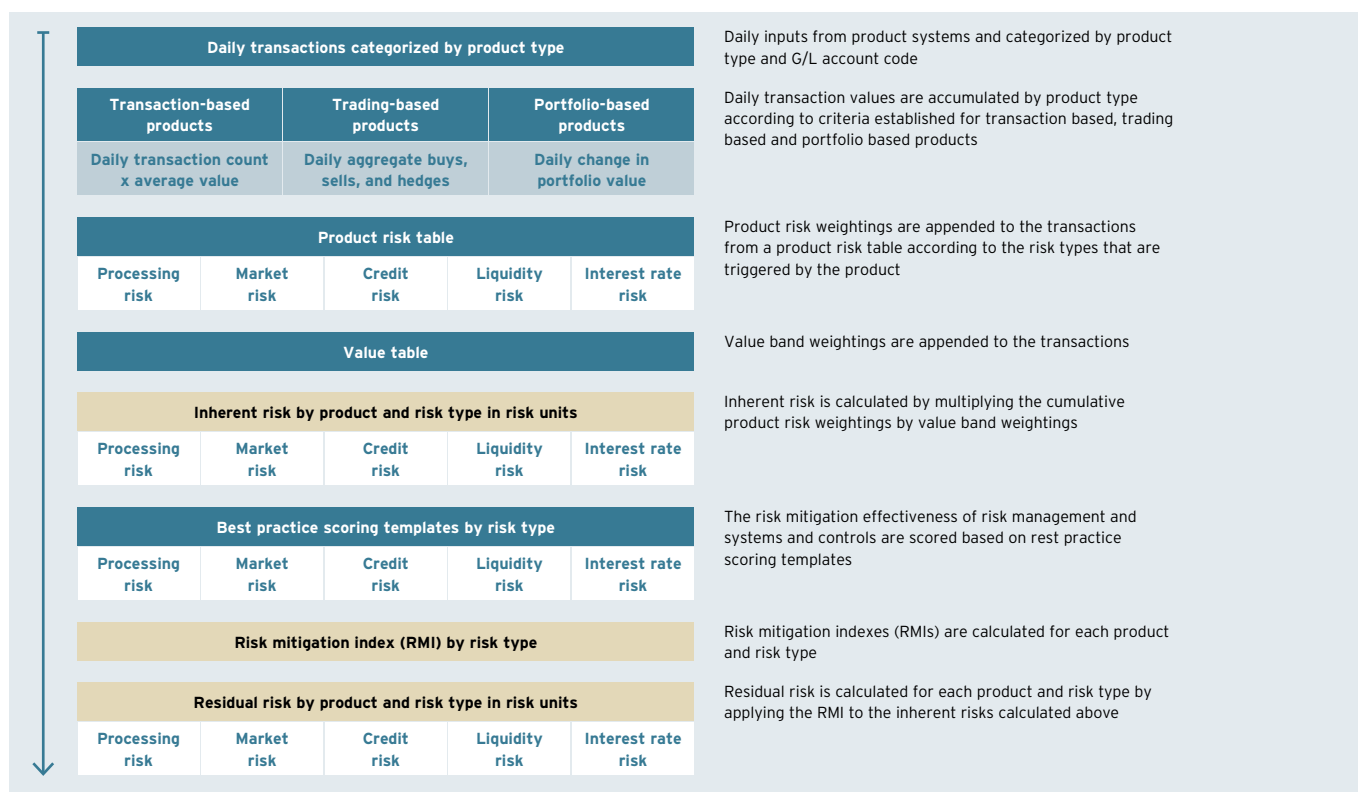 Daily transactions categorized by product type
Daily inputs from product systems and categorized by product
type and G/L account code
Transaction-based
products
Trading-based
products
Portfolio-based
products
Daily transaction count
x average value
Daily aggregate buys,
sells, and hedges
Daily change in
portfolio value
Daily transaction values are accumulated by product type
according to criteria established for transaction based, trading
based and portfolio based products
Product risk table
Processing
risk
Market
risk
Credit
risk
Liquidity
risk
Interest rate
risk
Product risk weightings are appended to the transactions
from a product risk table according to the risk types that are
triggered by the product
Value table
Value band weightings are appended to the transactions
Inherent risk by product and risk type in risk units
Processing
risk
Market
risk
Credit
risk
Liquidity
risk
Interest rate
risk
Inherent risk is calculated by multiplying the cumulative
product risk weightings by value band weightings
Best practice scoring templates by risk type
Processing
risk
Market
risk
Credit
risk
Liquidity
risk
Interest rate
risk
The risk mitigation effectiveness of risk management and
systems and controls are scored based on rest practice
scoring templates
Risk mitigation index (RMI) by risk type
Risk mitigation indexes (RMIs) are calculated for each product
and risk type
Residual risk by product and risk type in risk units
Processing
risk
Market
risk
Credit
risk
Liquidity
risk
Interest rate
risk
Residual risk is calculated for each product and risk type by
applying the RMI to the inherent risks calculated above